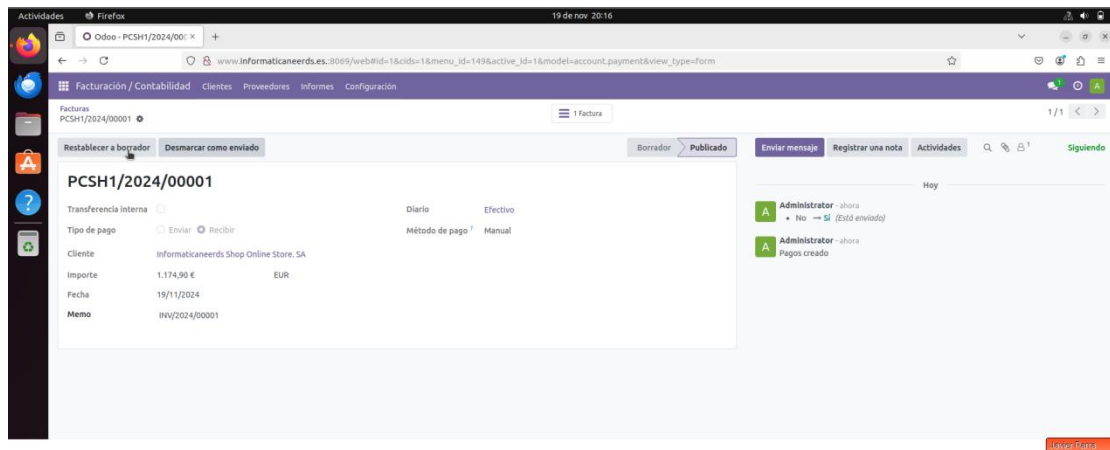 Actividades Firefox 19 de nov 20:16
Odoo - PCSH1/2024/000 × +
www.informaticaneerds.es.:8069/web#id=1&cids=1&menu_id=149&active_id=1&model=account.payment&view_type=form
Facturación / Contabilidad Clientes Proveedores Informes Configuración A
Facturas
PCSH1/2024/00001 1 Factura 1/1
Restablecer a borrador Desmarcar como enviado Borrador Publicado Enviar mensaje Registrar una nota Actividades 1 Siguiendo
PCSH1/2024/00001
Hoy
Transferencia interna Diario Efectivo
Tipo de pago Enviar Recibir Método de pago ? Manual
Cliente Informaticaneerds Shop Online Store. SA
Importe 1.174,90 € EUR
Fecha 19/11/2024
Memo INV/2024/00001
A Administrator - ahora
• No → Sí (Está enviado)
A Administrator - ahora
Pagos creado
Javier Parra